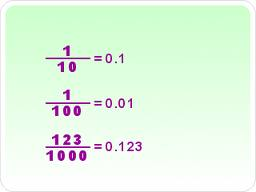 1/10 = 0.1
1/100 = 0.01
123/1000 = 0.123